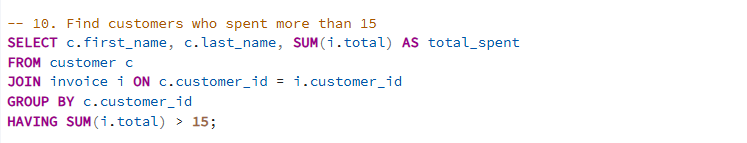 -- 10. Find customers who spent more than 15
SELECT c.first_name, c.last_name, SUM(i.total) AS total_spent
FROM customer c
JOIN invoice i ON c.customer_id = i.customer_id
GROUP BY c.customer_id
HAVING SUM(i.total) > 15;